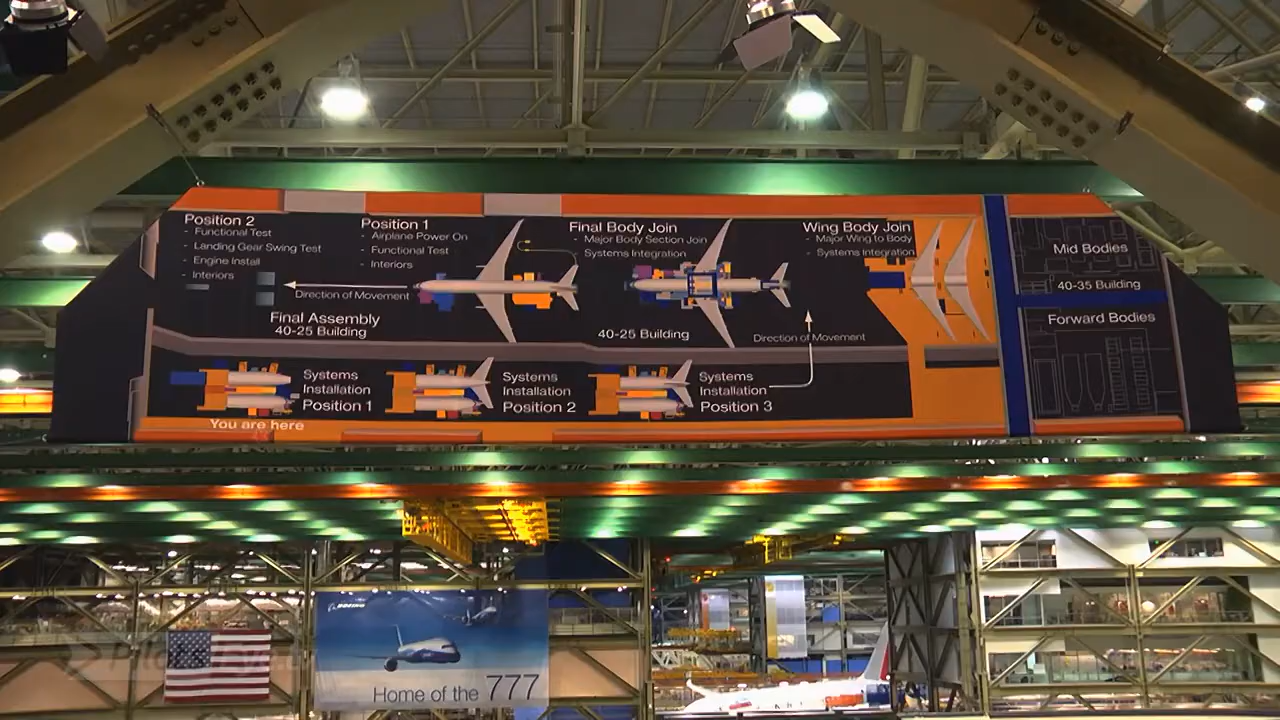 Position 2
- Functional Test
- Landing Gear Swing Test
- Engine Install
- Interiors
Position 1
- Airplane Power On
- Functional Test
- Interiors
Final Body Join
- Major Body Section Join
- Systems Integration
Wing Body Join
- Major Wing to Body
- Systems Integration
Mid Bodies
40-35 Building
Forward Bodies
Direction of Movement
Final Assembly
40-25 Building
40-25 Building
Direction of Movement
Systems
Installation
Position 1
Systems
Installation
Position 2
Systems
Installation
Position 3
You are here
BOEING
Home of the 777